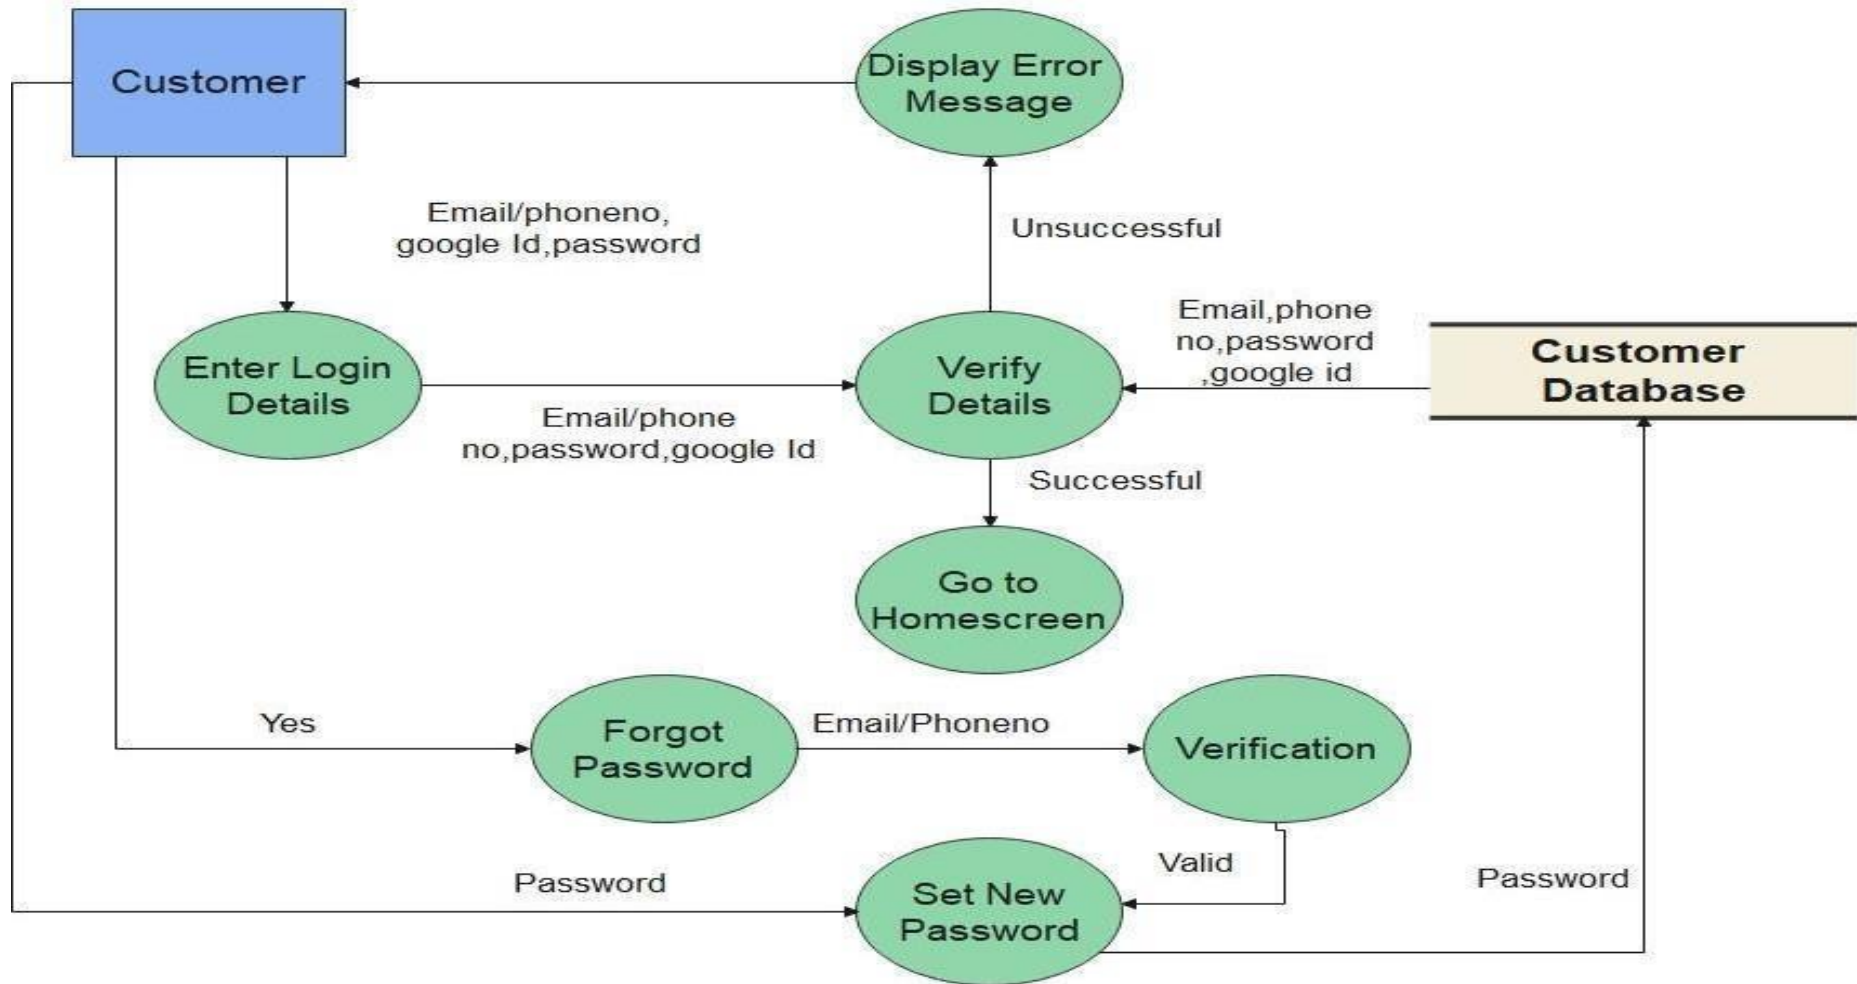 Customer
Display Error
Message
Email/phoneno,
google Id,password
Unsuccessful
Email,phone
no,password
,google id
Customer
Database
Enter Login
Details
Verify
Details
Email/phone
no,password,google Id
Successful
Go to
Homescreen
Yes
Forgot
Password
Email/Phoneno
Verification
Valid
Password
Set New
Password
Password